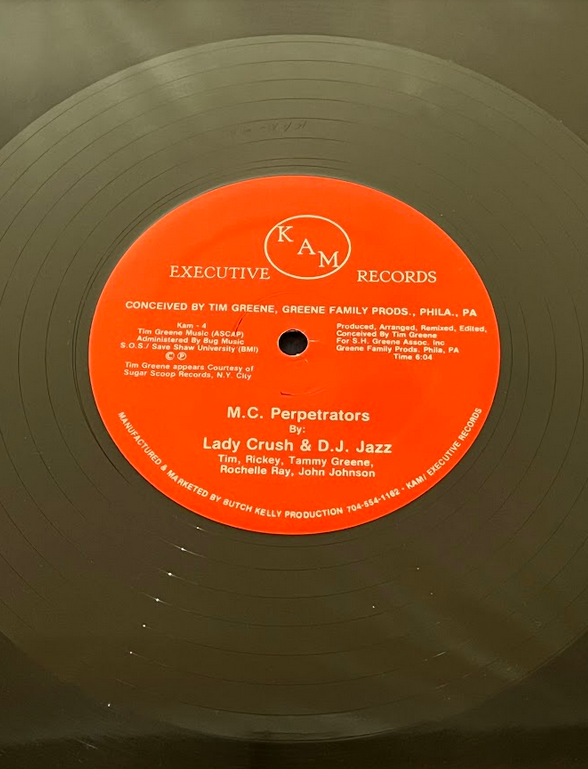 KAM
EXECUTIVE RECORDS
CONCEIVED BY TIM GREENE, GREENE FAMILY PRODS., PHILA., PA
Kam - 4
Tim Greene Music (ASCAP)
Administered By Bug Music
S.O.S./ Save Shaw University (BMI)
© ℗
Tim Greene appears Courtesy of
Sugar Scoop Records, N.Y. City
Produced, Arranged, Remixed, Edited,
Conceived By Tim Greene
For S.H. Greene Assoc. Inc
Greene Family Prods. Phila, PA
Time 6:04
M.C. Perpetrators
By:
Lady Crush & D.J. Jazz
Tim, Rickey, Tammy Greene,
Rochelle Ray, John Johnson
MANUFACTURED & MARKETED BY BUTCH KELLY PRODUCTION 704-554-1162 • KAM/ EXECUTIVE RECORDS